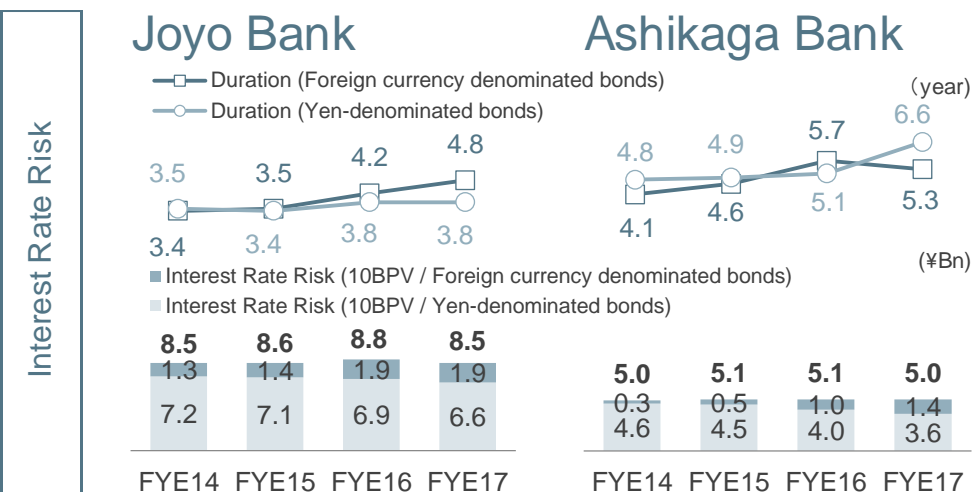 Interest Rate Risk
Joyo Bank
Ashikaga Bank
Duration (Foreign currency denominated bonds)
Duration (Yen-denominated bonds)
(year)
3.5 3.5 4.2 4.8
3.4 3.4 3.8 3.8
4.8 4.9 5.7 6.6
4.1 4.6 5.1 5.3
(¥Bn)
Interest Rate Risk (10BPV / Foreign currency denominated bonds)
Interest Rate Risk (10BPV / Yen-denominated bonds)
8.5 8.6 8.8 8.5
1.3 1.4 1.9 1.9
7.2 7.1 6.9 6.6
FYE14 FYE15 FYE16 FYE17
5.0 5.1 5.1 5.0
0.3 0.5 1.0 1.4
4.6 4.5 4.0 3.6
FYE14 FYE15 FYE16 FYE17